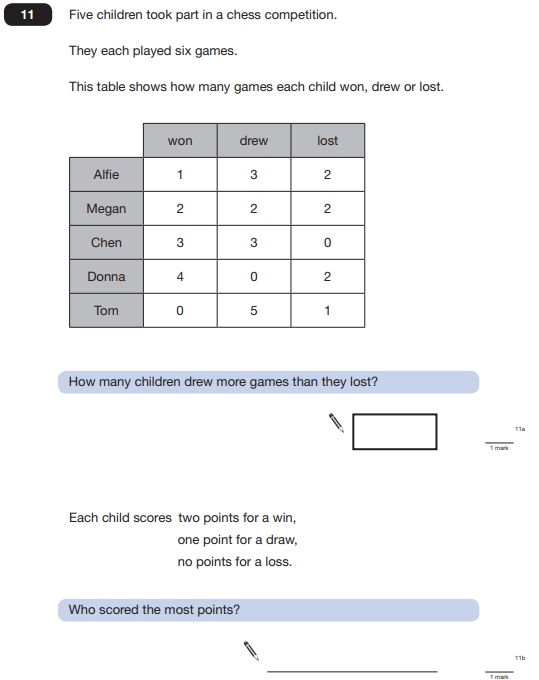 11
Five children took part in a chess competition.
They each played six games.
This table shows how many games each child won, drew or lost.
won drew lost
Alfie 1 3 2
Megan 2 2 2
Chen 3 3 0
Donna 4 0 2
Tom 0 5 1
How many children drew more games than they lost?
11a
1 mark
Each child scores two points for a win,
one point for a draw,
no points for a loss.
Who scored the most points?
11b
1 mark